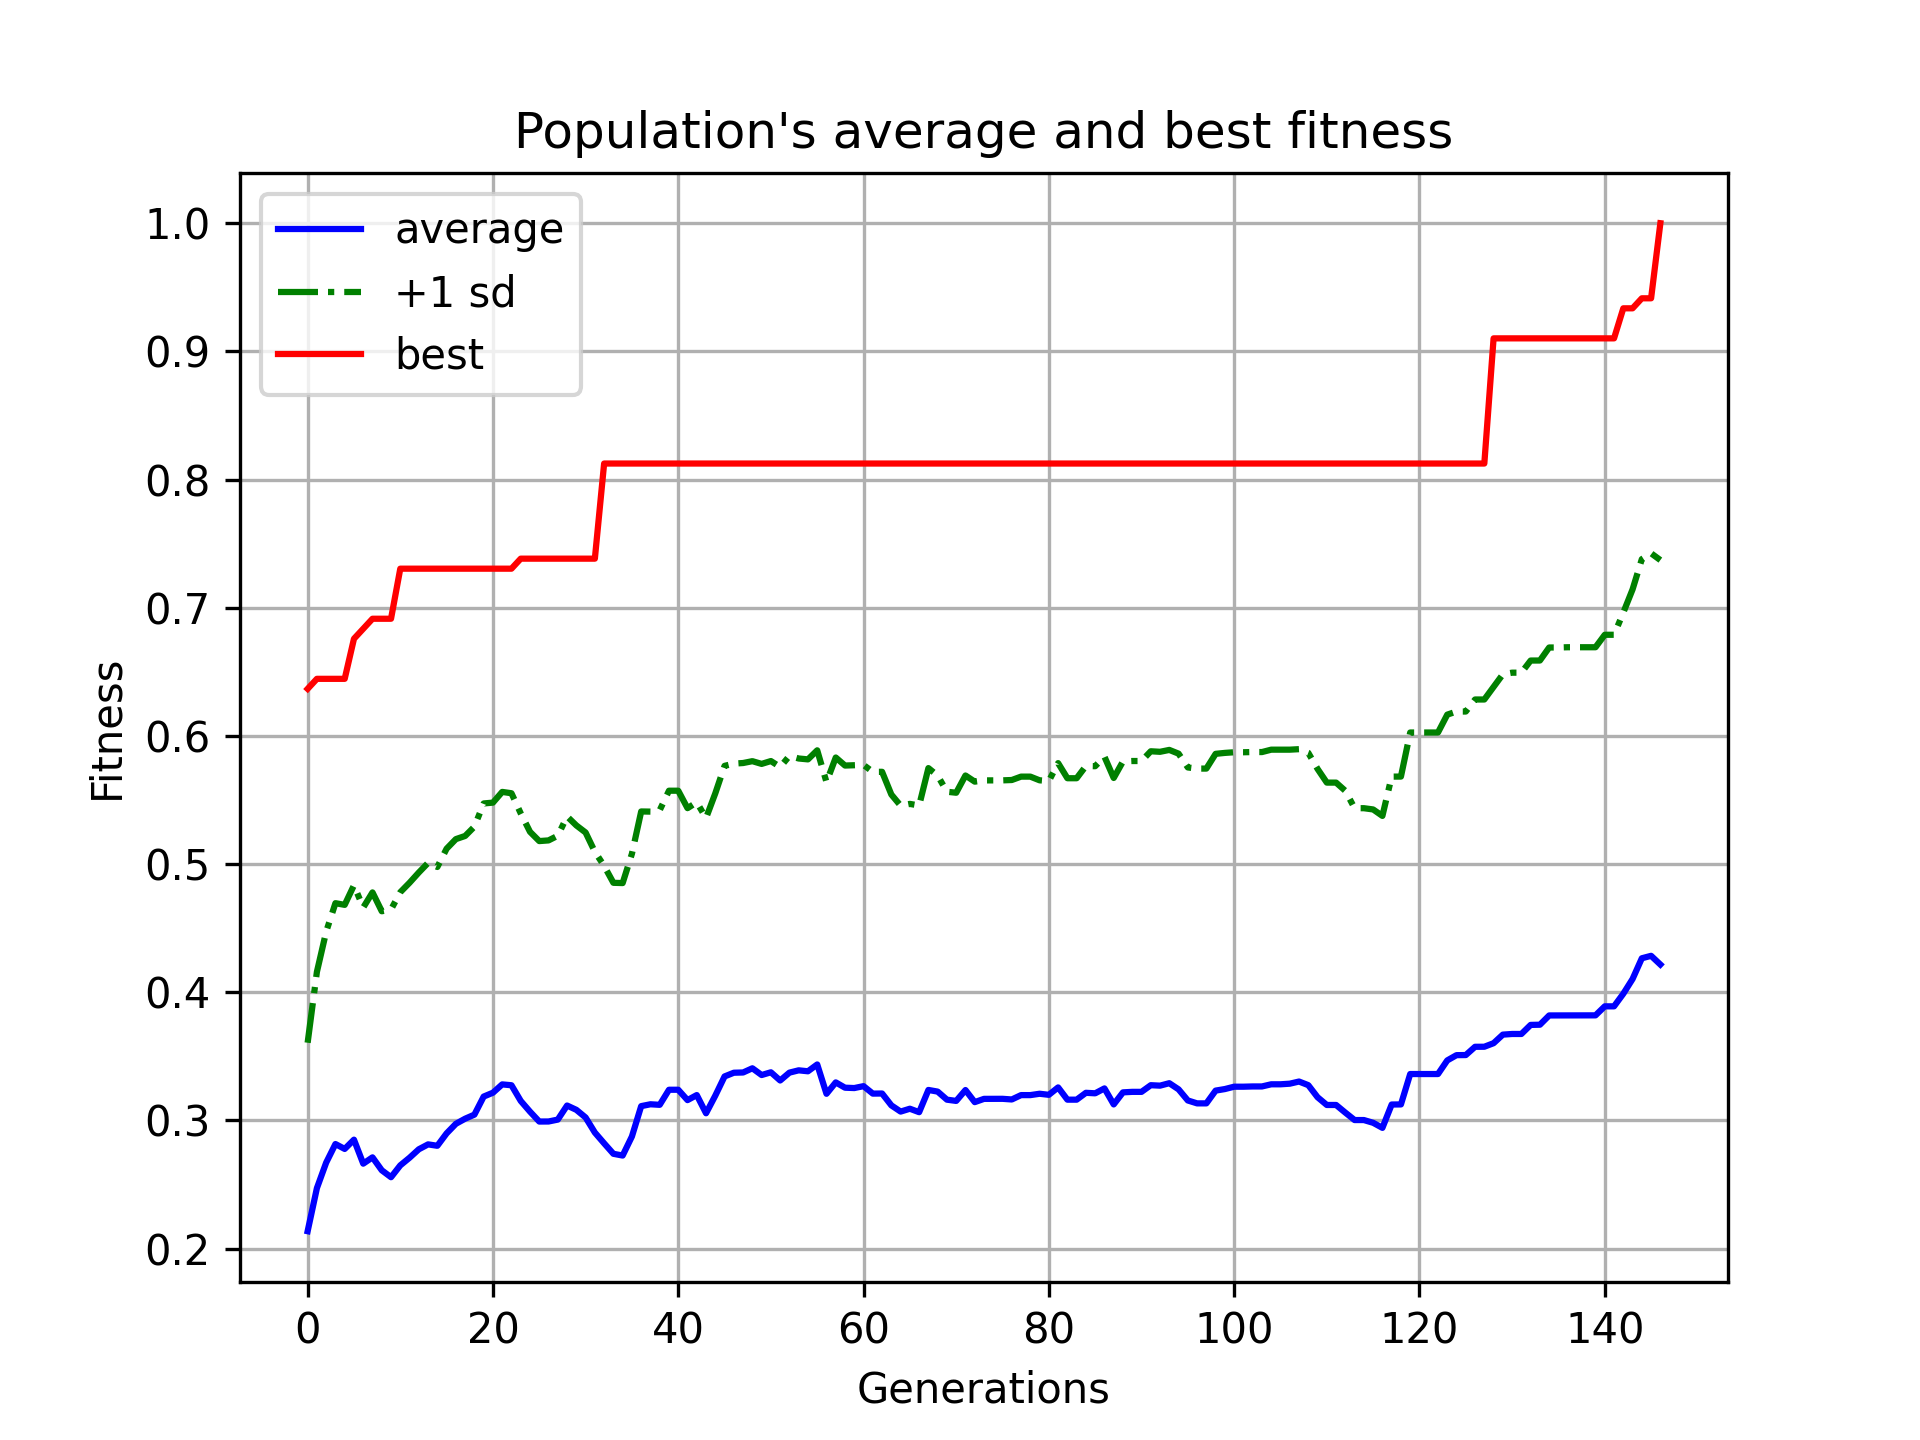 Population's average and best fitness
average
+1 sd
best
1.0
0.9
0.8
0.7
0.6
0.5
0.4
0.3
0.2
Fitness
0 20 40 60 80 100 120 140
Generations